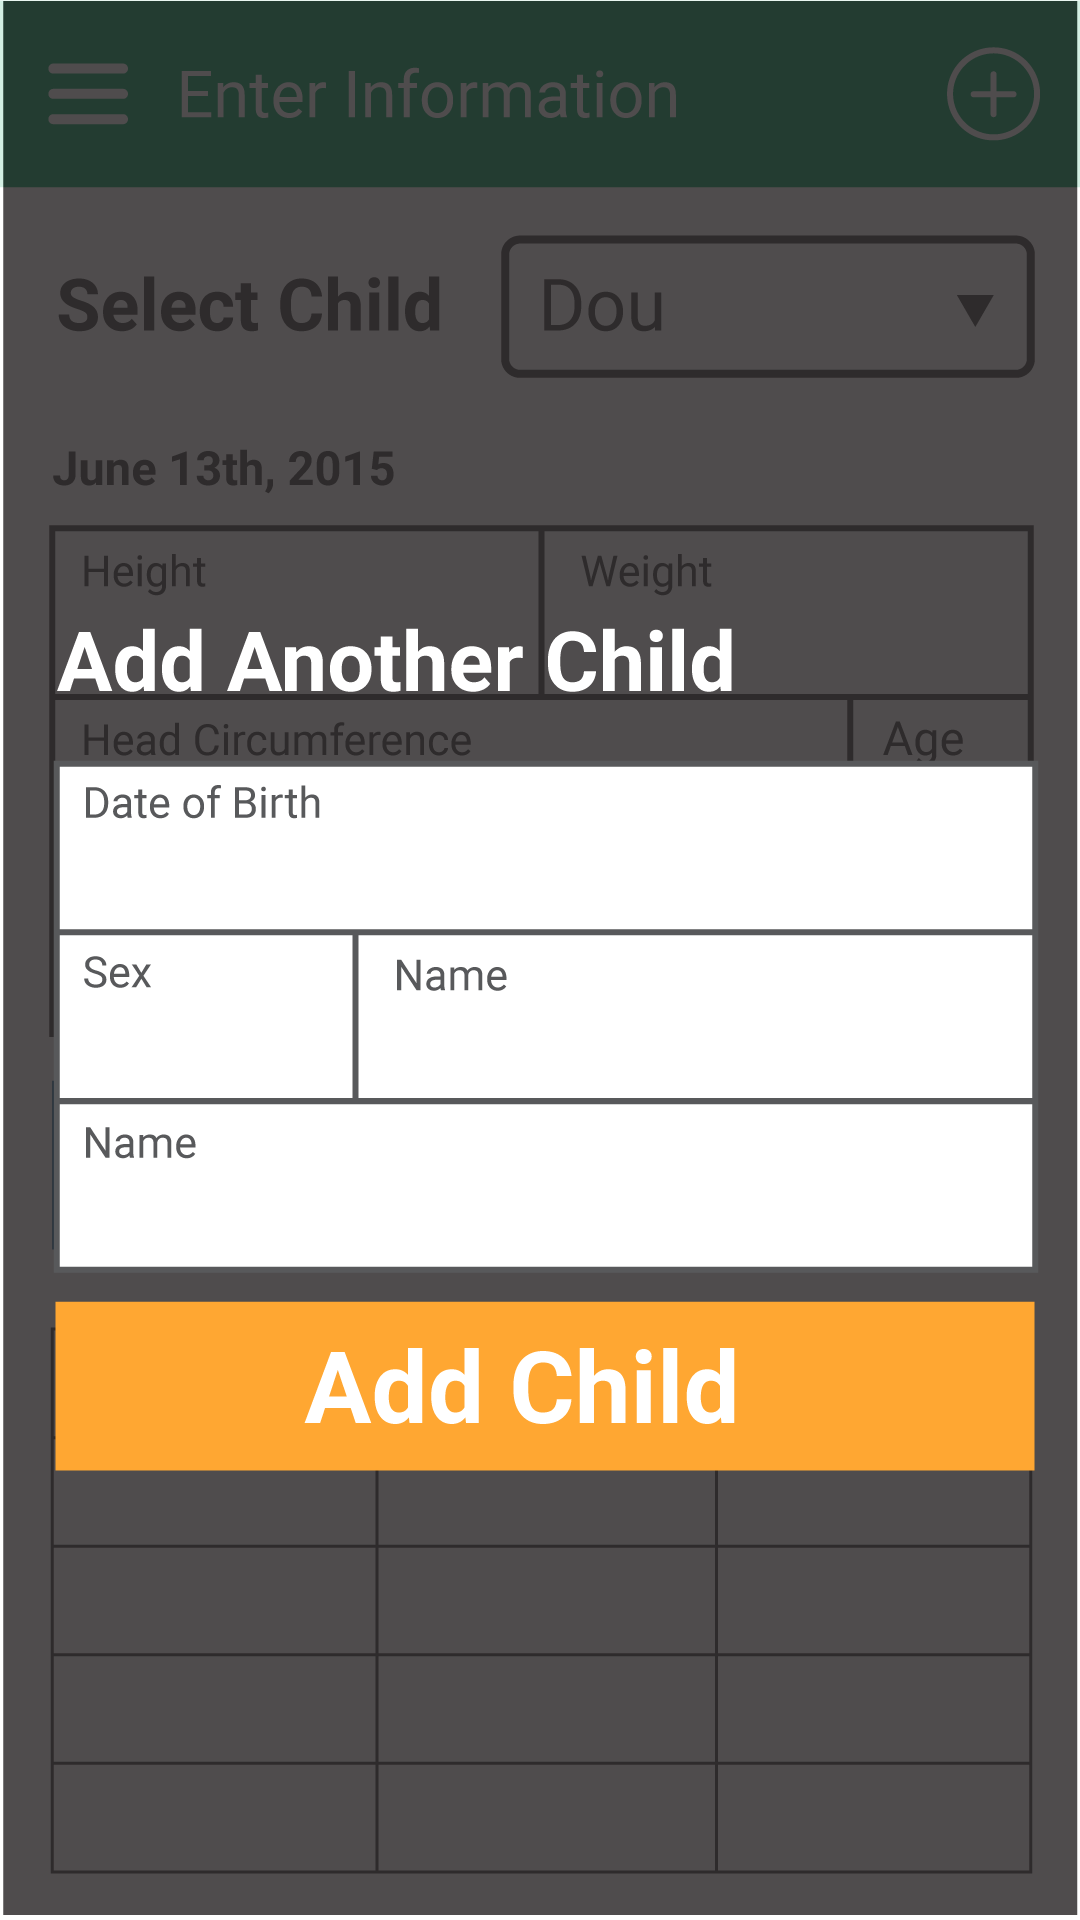 Enter Information
Select Child
Dou
June 13th, 2015
Height
Weight
Add Another Child
Head Circumference
Age
Date of Birth
Sex
Name
Name
Add Child